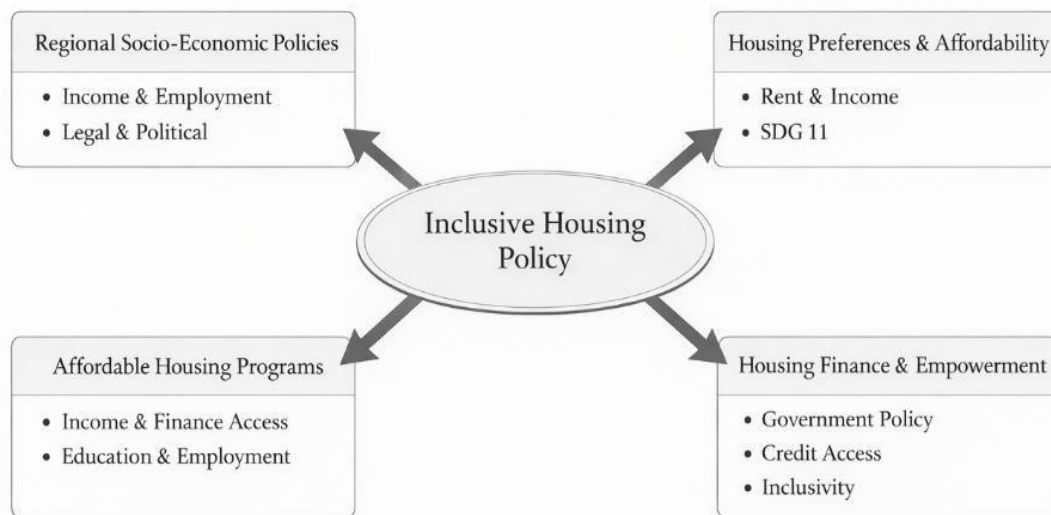 Regional Socio-Economic Policies
• Income & Employment
• Legal & Political
Housing Preferences & Affordability
• Rent & Income
• SDG 11
Inclusive Housing
Policy
Affordable Housing Programs
• Income & Finance Access
• Education & Employment
Housing Finance & Empowerment
• Government Policy
• Credit Access
• Inclusivity